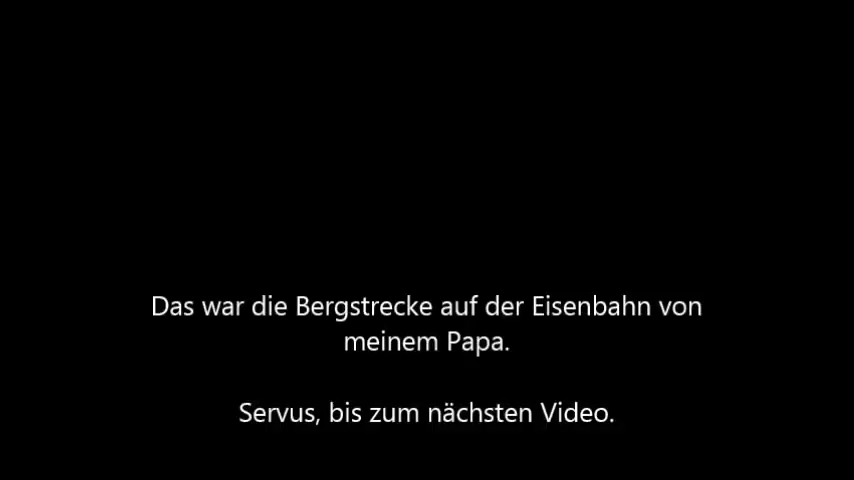 Das war die Bergstrecke auf der Eisenbahn von
meinem Papa.
Servus, bis zum nächsten Video.